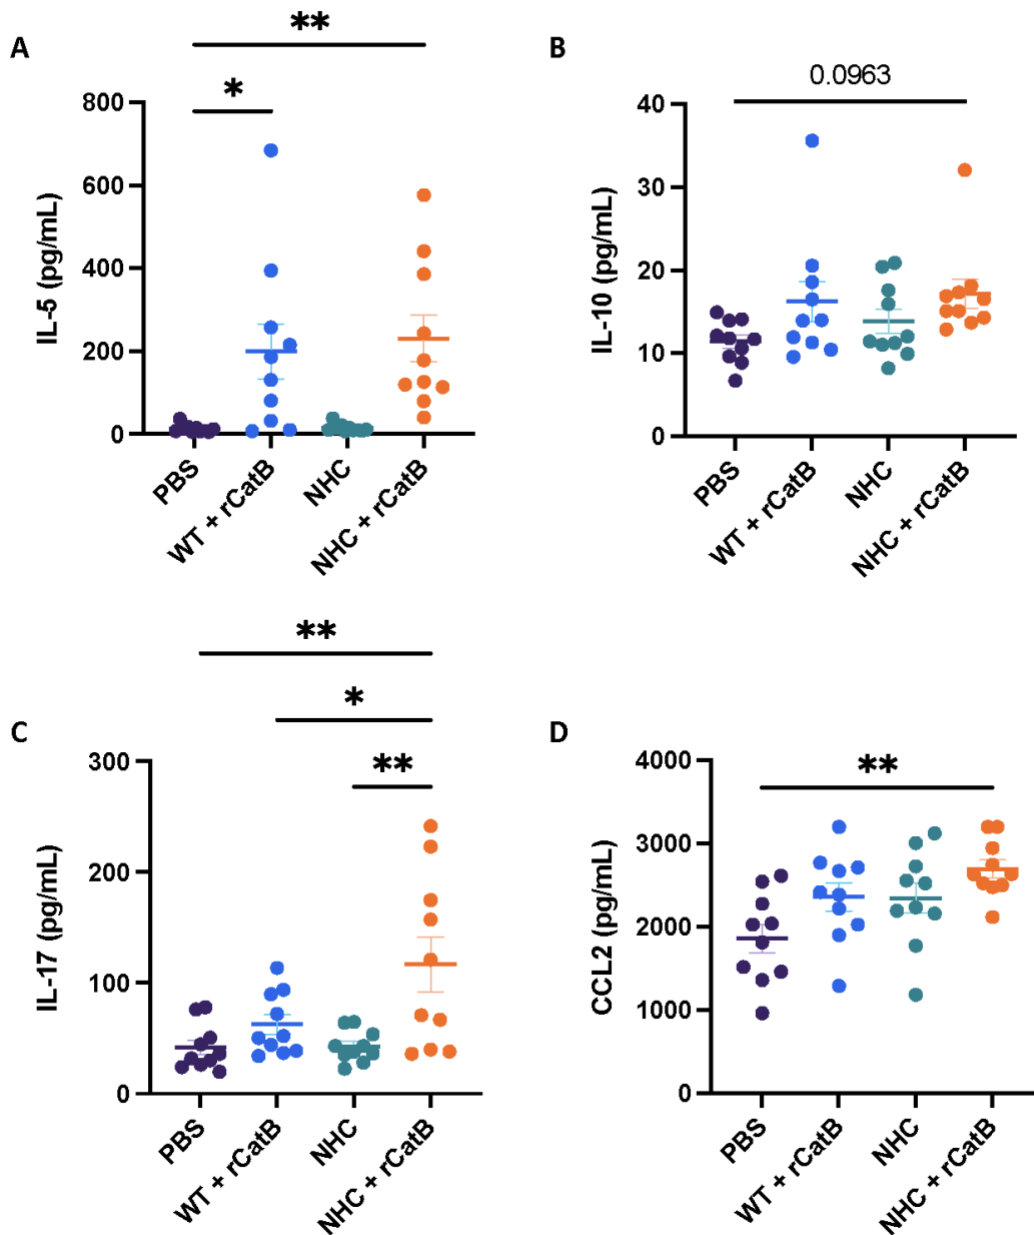 A
**
*
800
600
400
200
0
IL-5 (pg/mL)
PBS
WT + rCatB
NHC
NHC + rCatB
B
0.0963
40
30
20
10
0
IL-10 (pg/mL)
PBS
WT + rCatB
NHC
NHC + rCatB
C
**
*
**
300
200
100
0
IL-17 (pg/mL)
PBS
WT + rCatB
NHC
NHC + rCatB
D
**
4000
3000
2000
1000
0
CCL2 (pg/mL)
PBS
WT + rCatB
NHC
NHC + rCatB